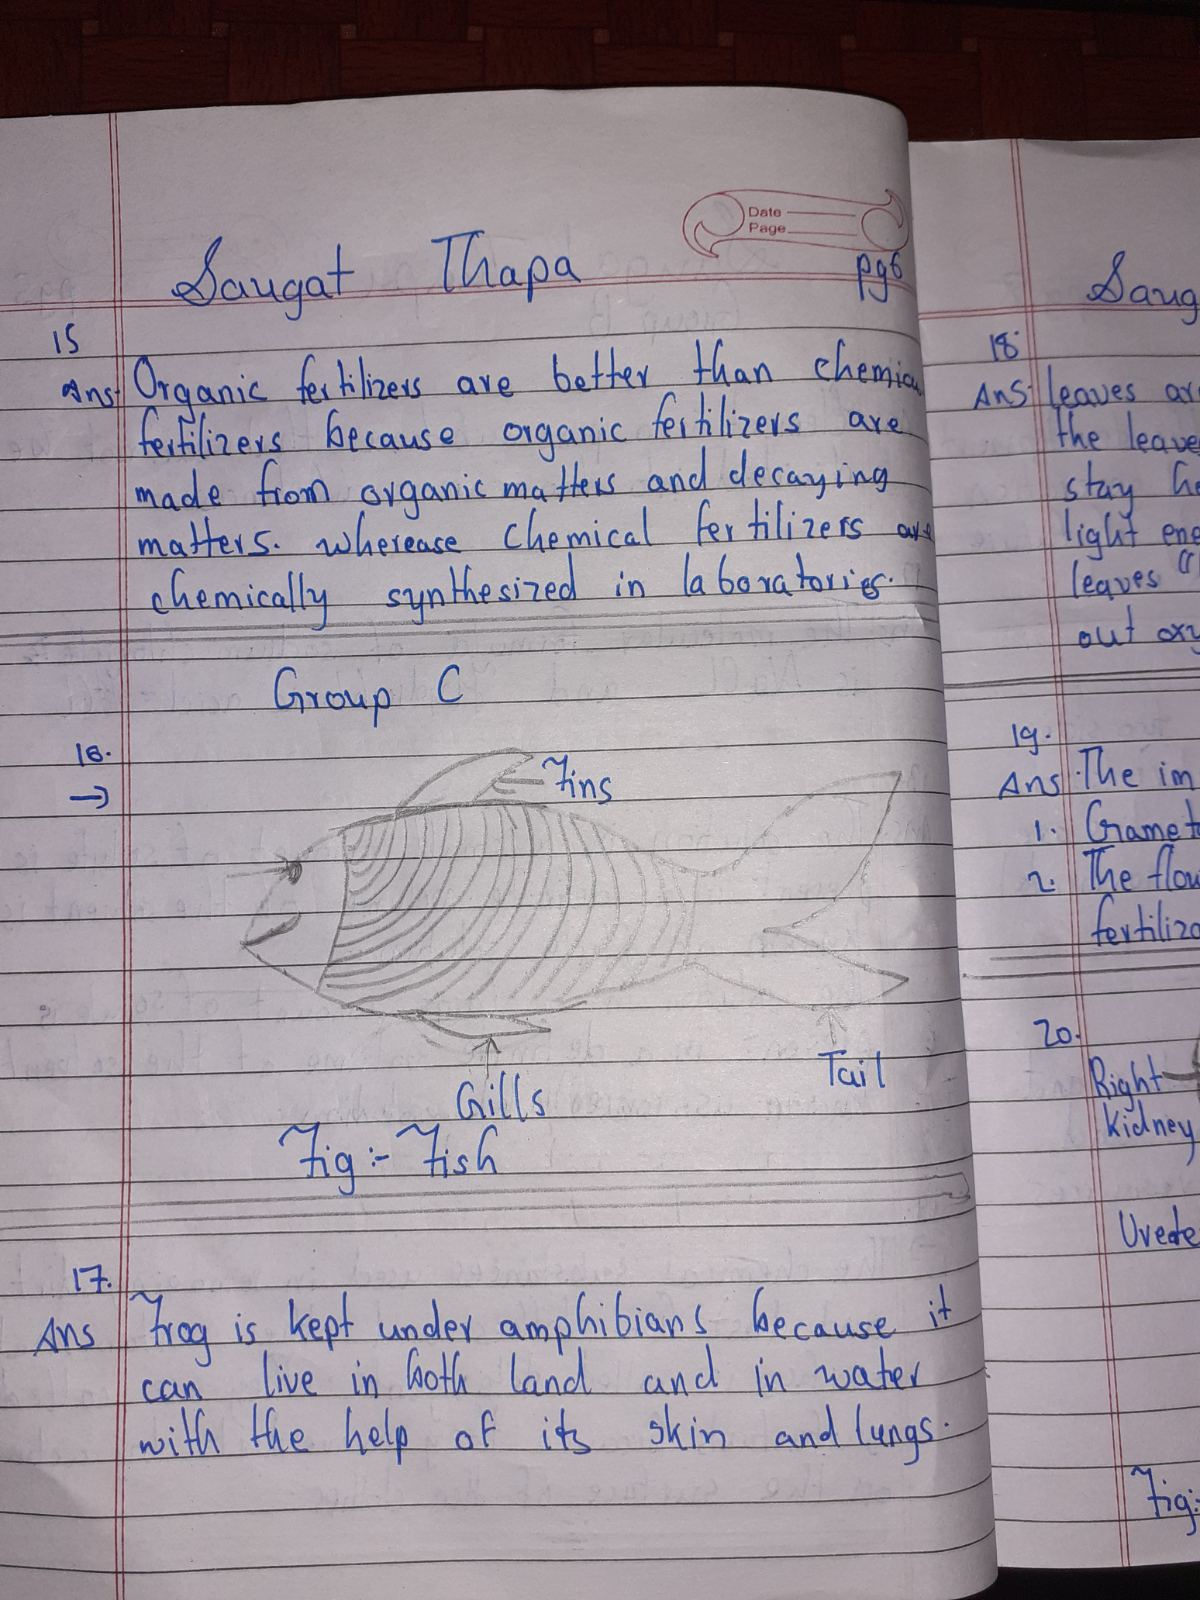 Date
Page
Saugat Thapa
pg6
15
Ans: Organic fertilizers are better than chemical
fertilizers because organic fertilizers are
made from organic matters and decaying
matters. wherease chemical fertilizers are
chemically synthesized in laboratories.
Group C
16.
→
Fins
Gills
Tail
Fig:- Fish
17.
Ans Frog is kept under amphibians because it
can live in both land and in water
with the help of its skin and lungs.
Saug
18.
Ans: leaves ar
the leave
stay he
light ene
leaves
out oxy
19.
Ans: The im
1. Gramet
2. The flow
fertiliza
20.
Right
Kidney
Urete
Fig: